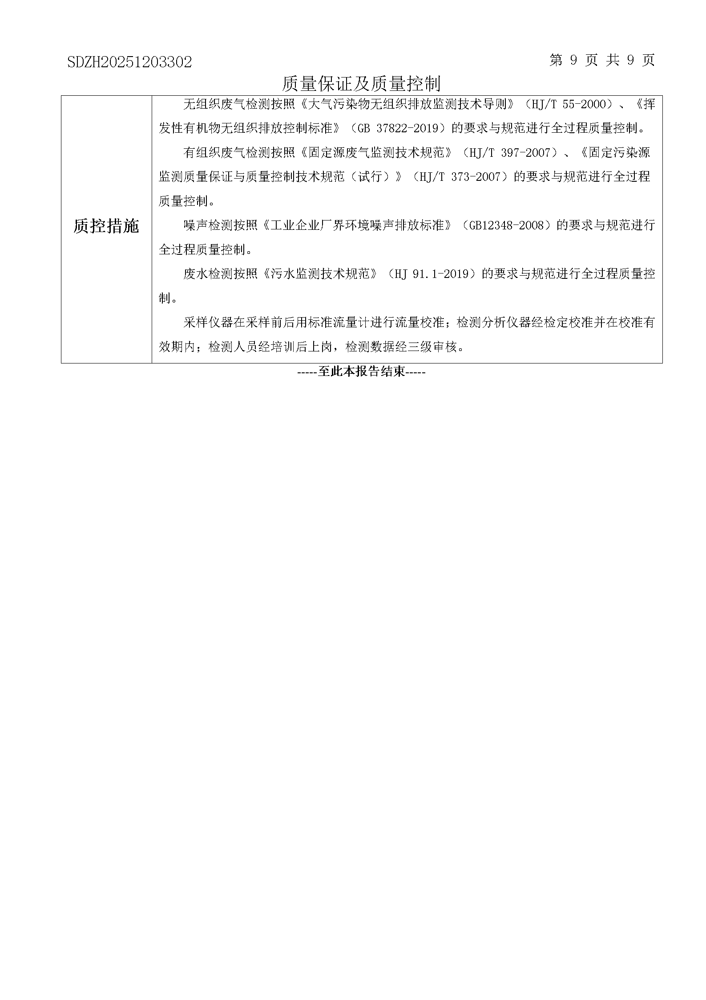 SDZH20251203302
第 9 页 共 9 页
质量保证及质量控制
质控措施
无组织废气检测按照《大气污染物无组织排放监测技术导则》（HJ/T 55-2000）、《挥
发性有机物无组织排放控制标准》（GB 37822-2019）的要求与规范进行全过程质量控制。
有组织废气检测按照《固定源废气监测技术规范》（HJ/T 397-2007）、《固定污染源
监测质量保证与质量控制技术规范（试行）》（HJ/T 373-2007）的要求与规范进行全过程
质量控制。
噪声检测按照《工业企业厂界环境噪声排放标准》（GB12348-2008）的要求与规范进行
全过程质量控制。
废水检测按照《污水监测技术规范》（HJ 91.1-2019）的要求与规范进行全过程质量控
制。
采样仪器在采样前后用标准流量计进行流量校准；检测分析仪器经检定校准并在校准有
效期内；检测人员经培训后上岗，检测数据经三级审核。
-----至此本报告结束-----